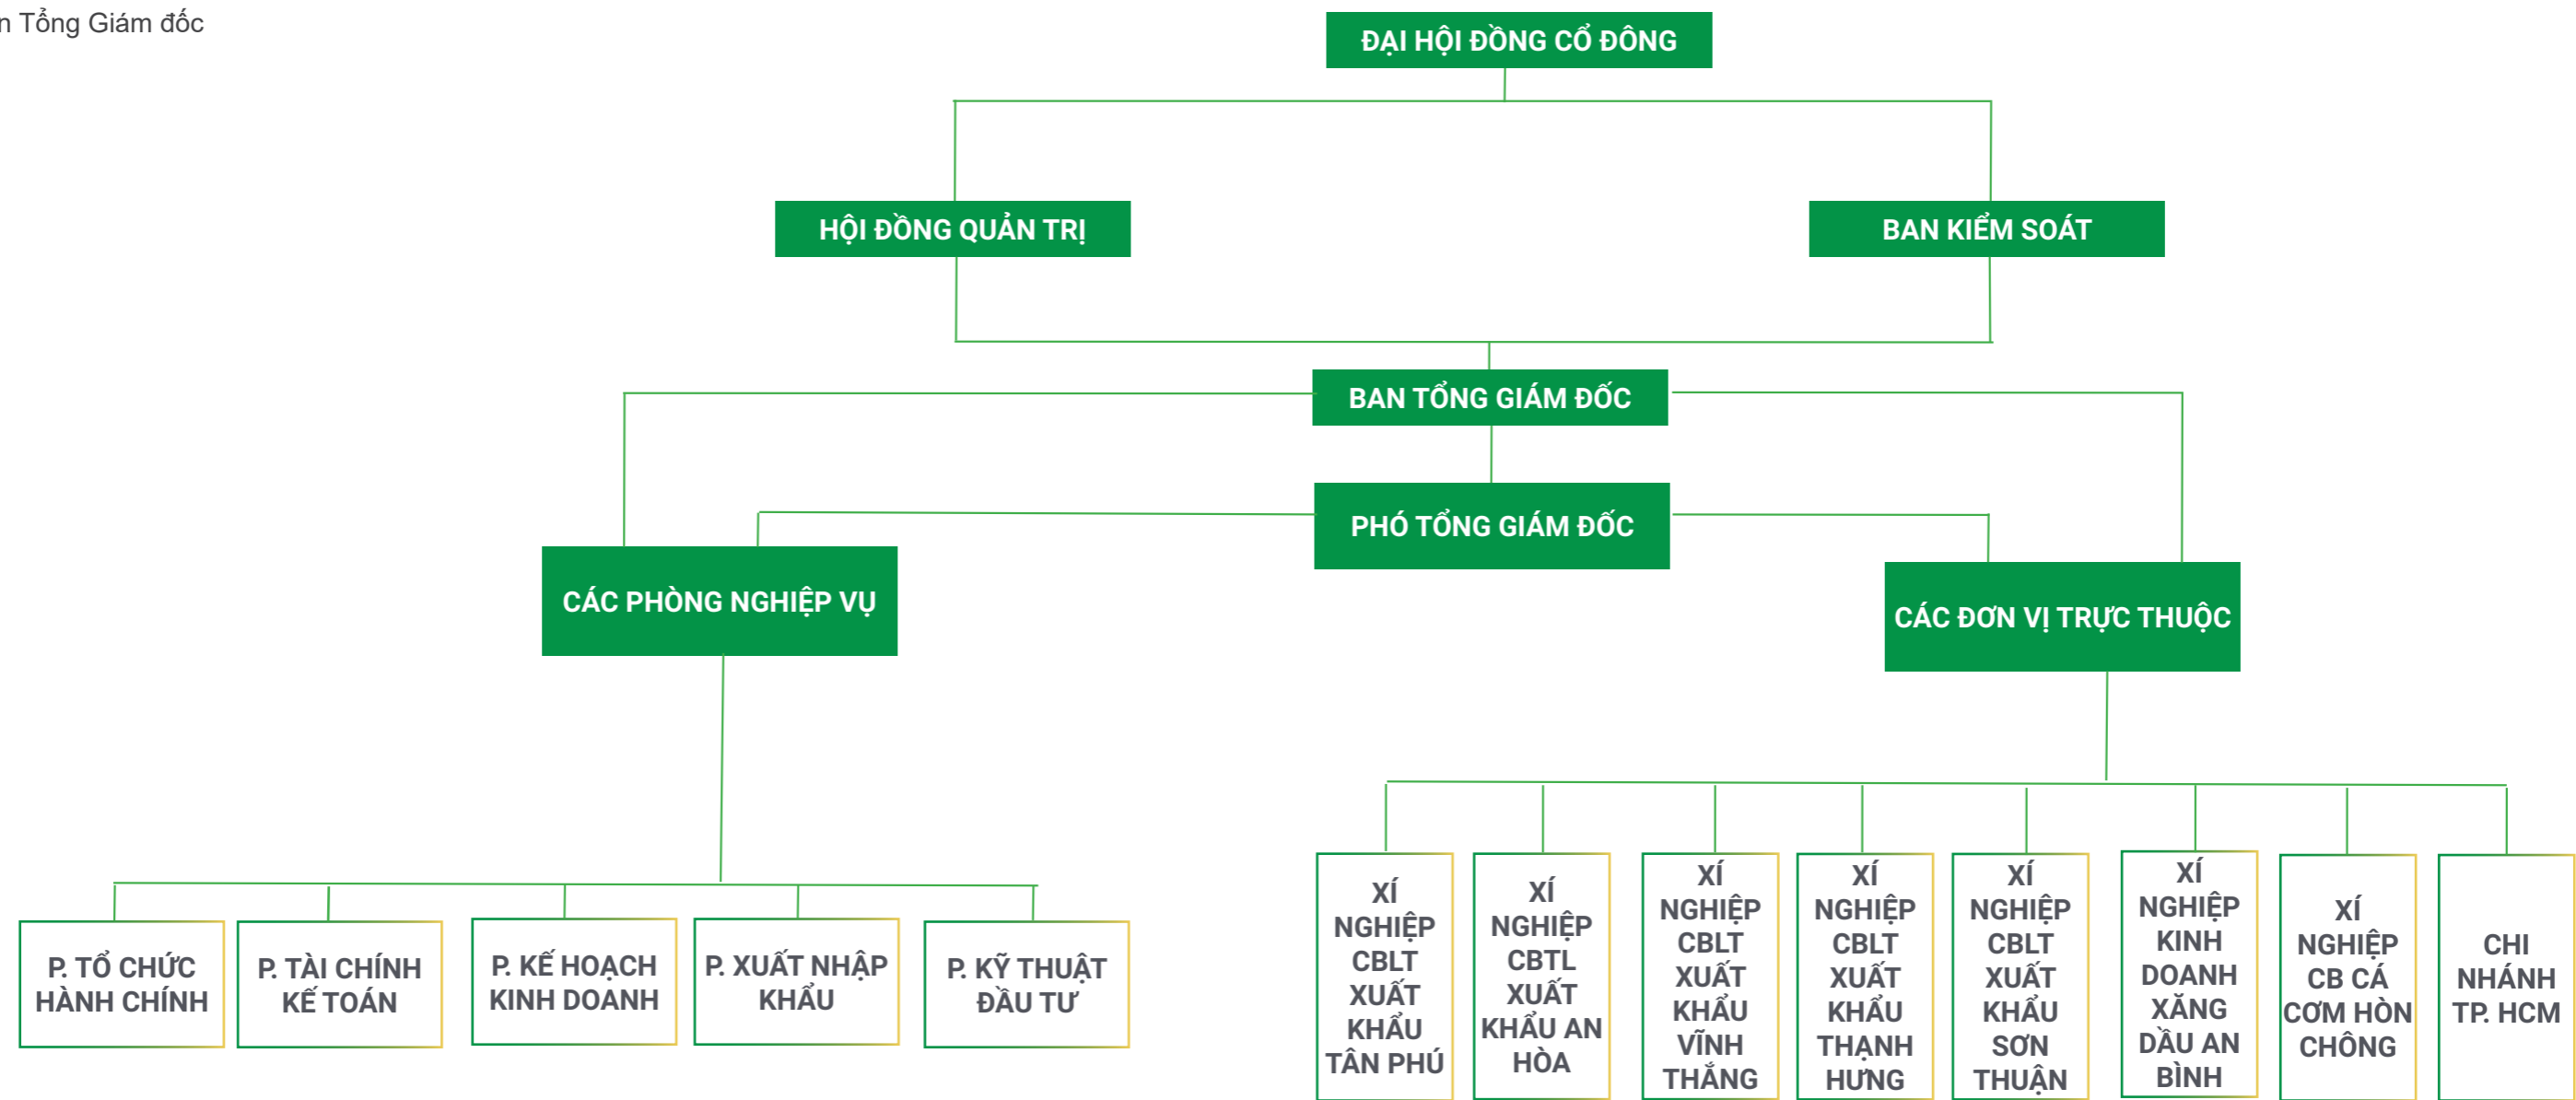 n Tổng Giám đốc
ĐẠI HỘI ĐỒNG CỔ ĐÔNG
HỘI ĐỒNG QUẢN TRỊ
BAN KIỂM SOÁT
BAN TỔNG GIÁM ĐỐC
PHÓ TỔNG GIÁM ĐỐC
CÁC PHÒNG NGHIỆP VỤ
CÁC ĐƠN VỊ TRỰC THUỘC
P. TỔ CHỨC
HÀNH CHÍNH
P. TÀI CHÍNH
KẾ TOÁN
P. KẾ HOẠCH
KINH DOANH
P. XUẤT NHẬP
KHẨU
P. KỸ THUẬT
ĐẦU TƯ
XÍ
NGHIỆP
CBLT
XUẤT
KHẨU
TÂN PHÚ
XÍ
NGHIỆP
CBTL
XUẤT
KHẨU AN
HÒA
XÍ
NGHIỆP
CBLT
XUẤT
KHẨU
VĨNH
THẮNG
XÍ
NGHIỆP
CBLT
XUẤT
KHẨU
THẠNH
HƯNG
XÍ
NGHIỆP
CBLT
XUẤT
KHẨU
SƠN
THUẬN
XÍ
NGHIỆP
KINH
DOANH
XĂNG
DẦU AN
BÌNH
XÍ
NGHIỆP
CB CÁ
CƠM HÒN
CHÔNG
CHI
NHÁNH
TP. HCM